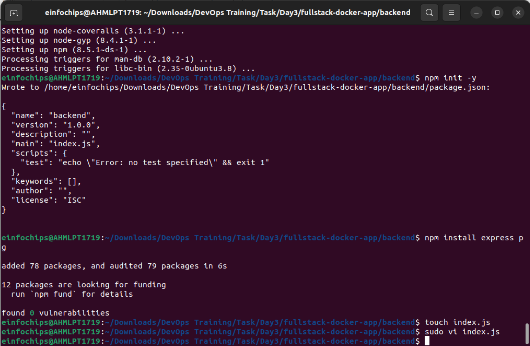 einfochips@AHMLPT1719: ~/Downloads/DevOps Training/Task/Day3/fullstack-docker-app/backend
Setting up node-coveralls (3.1.1-1) ...
Setting up node-gyp (8.4.1-1) ...
Setting up npm (8.5.1~ds-1) ...
Processing triggers for man-db (2.10.2-1) ...
Processing triggers for libc-bin (2.35-0ubuntu3.8) ...
einfochips@AHMLPT1719:~/Downloads/DevOps Training/Task/Day3/fullstack-docker-app/backend$ npm init -y
Wrote to /home/einfochips/Downloads/DevOps Training/Task/Day3/fullstack-docker-app/backend/package.json:
{
"name": "backend",
"version": "1.0.0",
"description": "",
"main": "index.js",
"scripts": {
"test": "echo \"Error: no test specified\" && exit 1"
},
"keywords": [],
"author": "",
"license": "ISC"
}
einfochips@AHMLPT1719:~/Downloads/DevOps Training/Task/Day3/fullstack-docker-app/backend$ npm install express p
g
added 78 packages, and audited 79 packages in 6s
12 packages are looking for funding
run `npm fund` for details
found 0 vulnerabilities
einfochips@AHMLPT1719:~/Downloads/DevOps Training/Task/Day3/fullstack-docker-app/backend$ touch index.js
einfochips@AHMLPT1719:~/Downloads/DevOps Training/Task/Day3/fullstack-docker-app/backend$ sudo vi index.js
einfochips@AHMLPT1719:~/Downloads/DevOps Training/Task/Day3/fullstack-docker-app/backend$